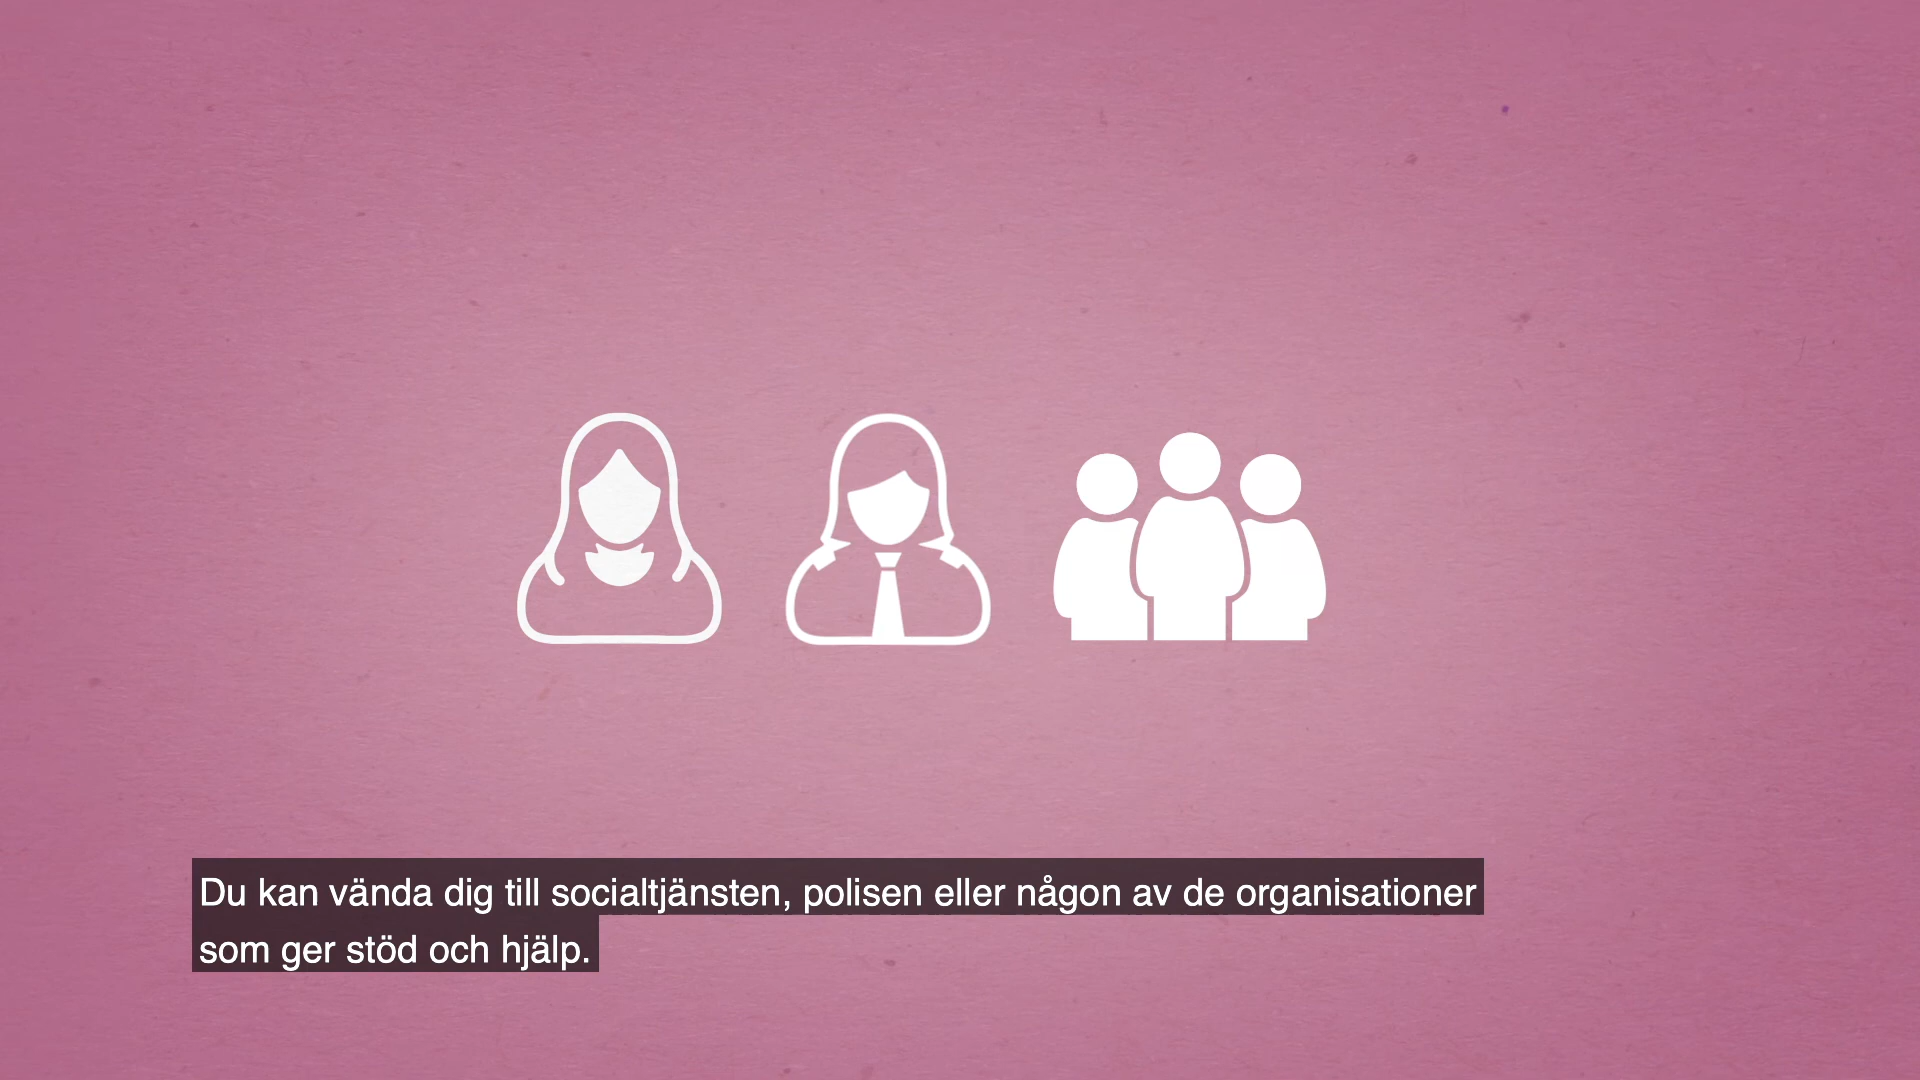 Du kan vända dig till socialtjänsten, polisen eller någon av de organisationer
som ger stöd och hjälp.